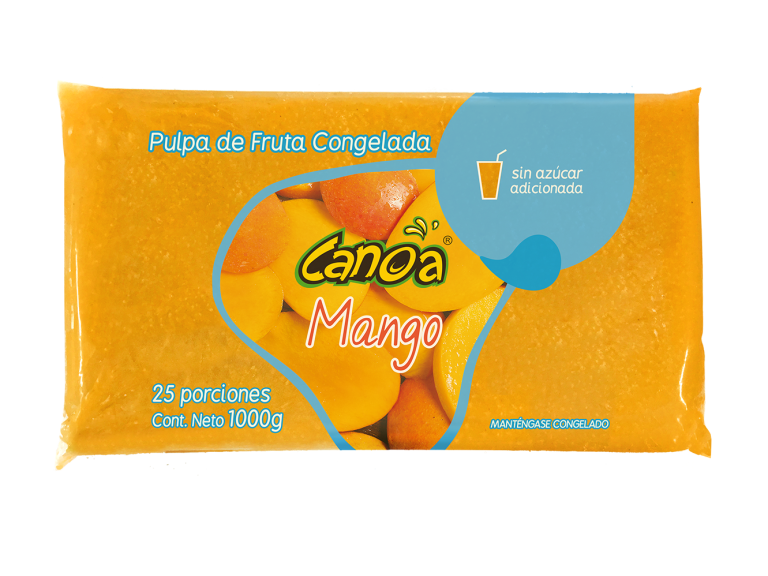 Pulpa de Fruta Congelada
sin azúcar
adicionada
Canoa®
Mango
25 porciones
Cont. Neto 1000g
MANTÉNGASE CONGELADO